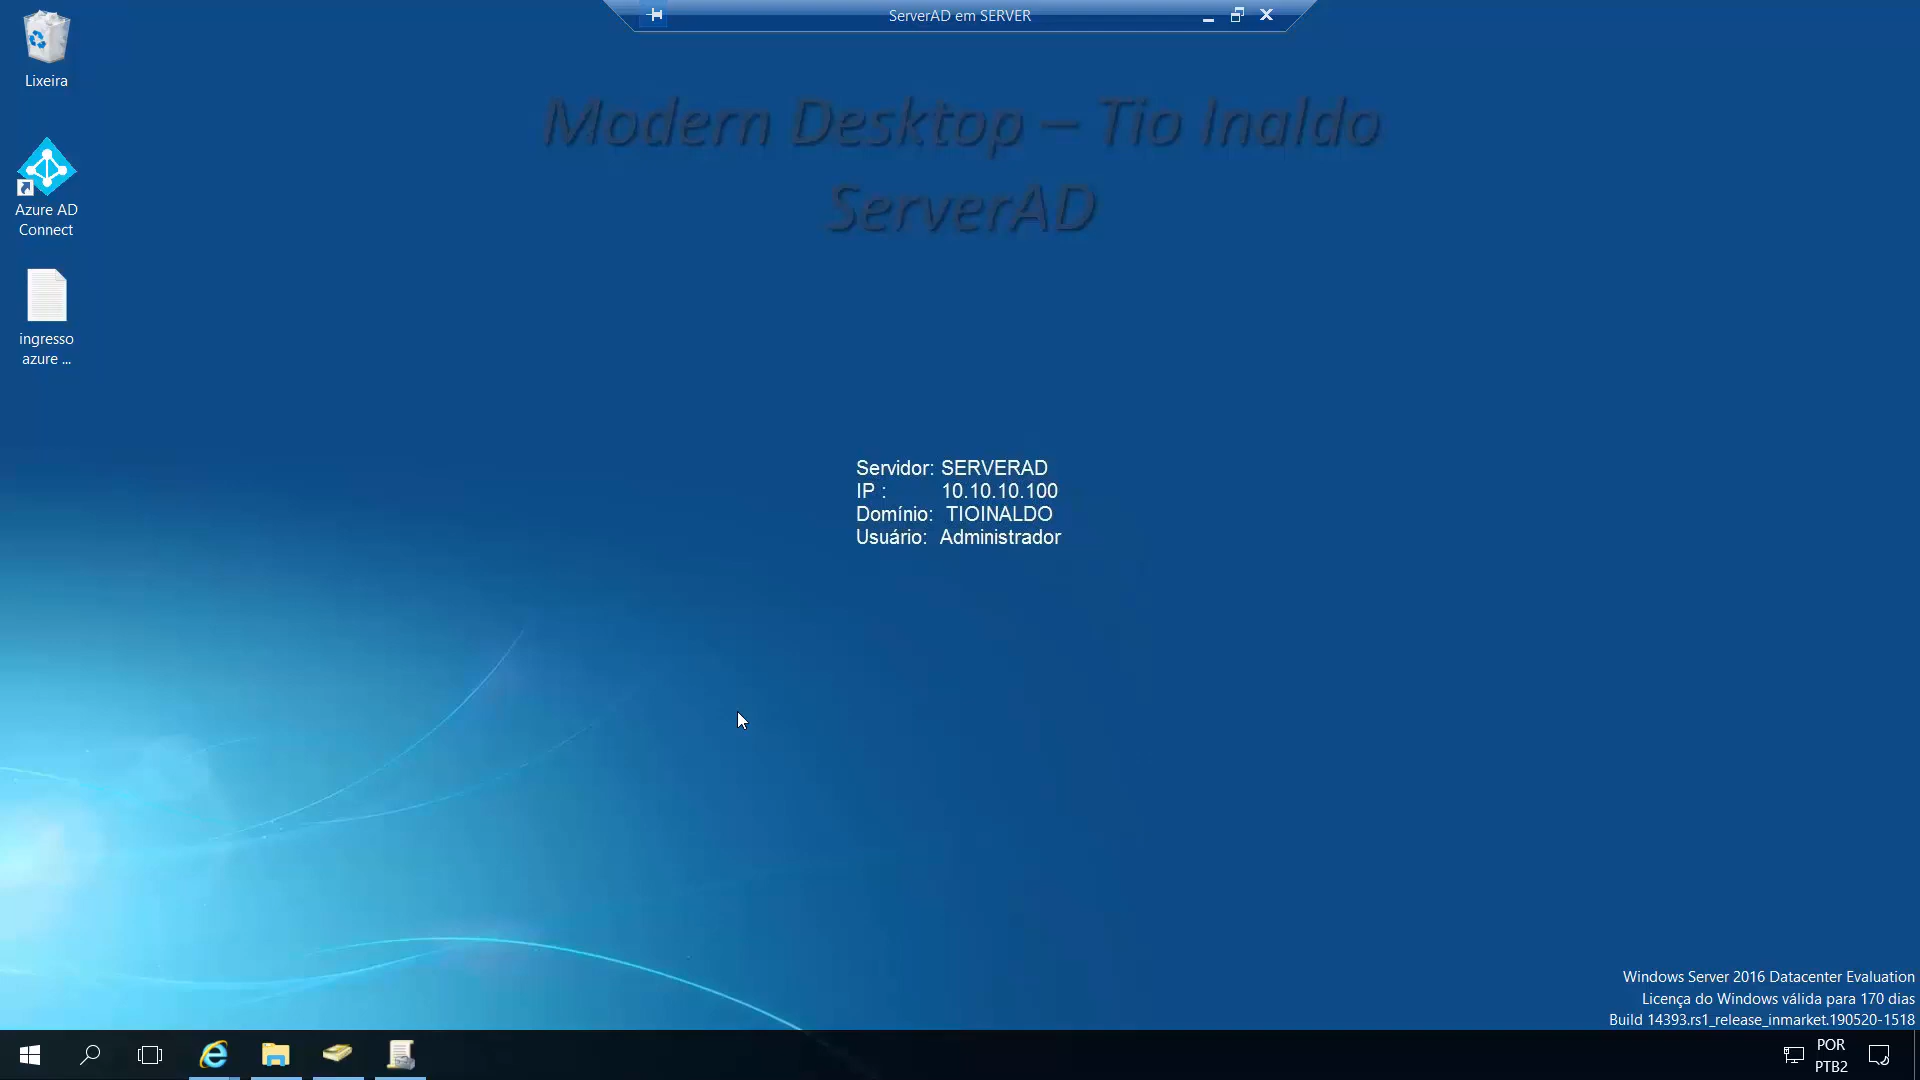 ServerAD em SERVER
Lixeira
Modern Desktop – Tio Inaldo
ServerAD
Azure AD
Connect
ingresso
azure ...
Servidor: SERVERAD
IP : 10.10.10.100
Domínio: TIOINALDO
Usuário: Administrador
Windows Server 2016 Datacenter Evaluation
Licença do Windows válida para 170 dias
Build 14393.rs1_release_inmarket.190520-1518
POR
PTB2